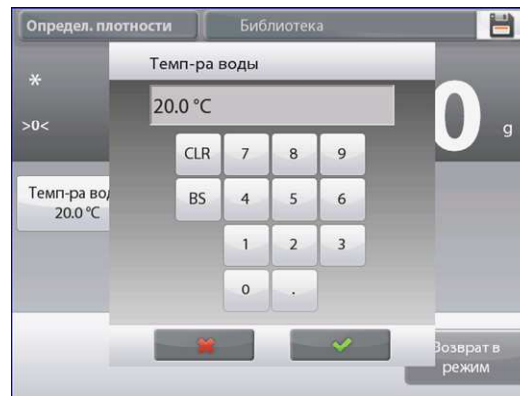 Определ. плотности
Библиотека
Темп-ра воды
*
20.0 °C
>0<
0 g
CLR 7 8 9
Темп-ра вод
20.0 °C
BS 4 5 6
1 2 3
0 .
Возврат в
режим